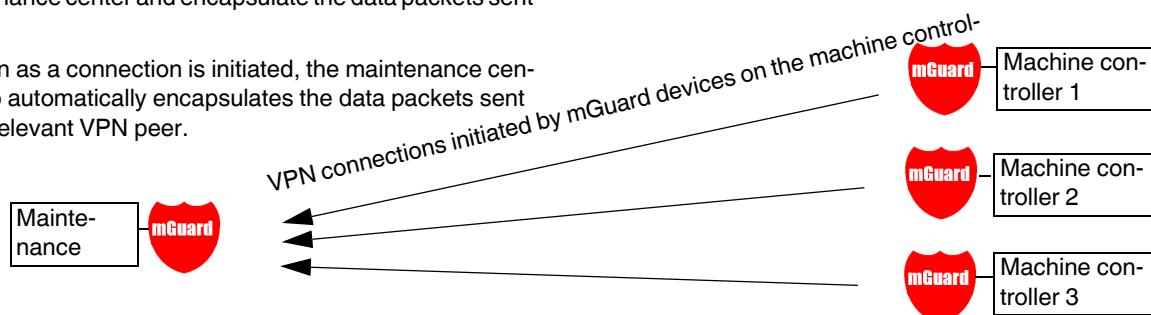 nance center and encapsulate the data packets sent
n as a connection is initiated, the maintenance cen-
automatically encapsulates the data packets sent
relevant VPN peer.
VPN connections initiated by mGuard devices on the machine control-
mGuard
Machine con-
troller 1
mGuard
Machine con-
troller 2
Mainte-
nance
mGuard
mGuard
Machine con-
troller 3